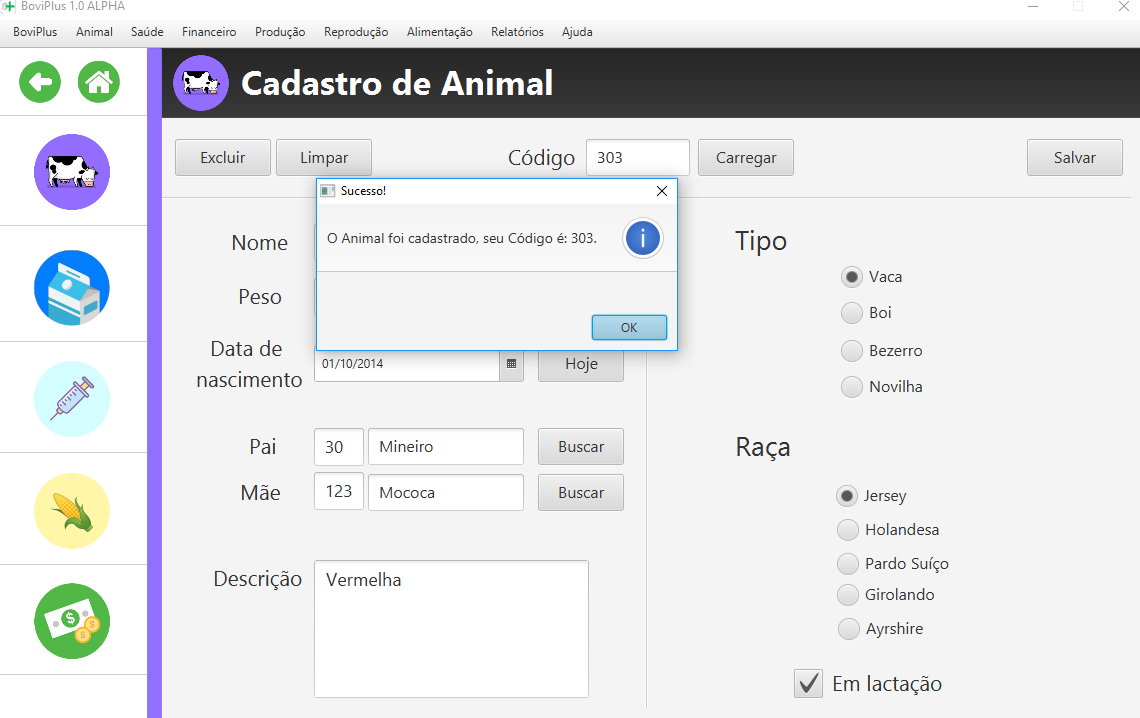 BoviPlus 1.0 ALPHA
BoviPlus Animal Saúde Financeiro Produção Reprodução Alimentação Relatórios Ajuda
Cadastro de Animal
Excluir Limpar Código 303 Carregar Salvar
Sucesso!
O Animal foi cadastrado, seu Código é: 303.
OK
Nome
Peso
Data de
nascimento
01/10/2014 Hoje
Pai 30 Mineiro Buscar
Mãe 123 Mococa Buscar
Descrição Vermelha
Tipo
Vaca
Boi
Bezerro
Novilha
Raça
Jersey
Holandesa
Pardo Suíço
Girolando
Ayrshire
Em lactação